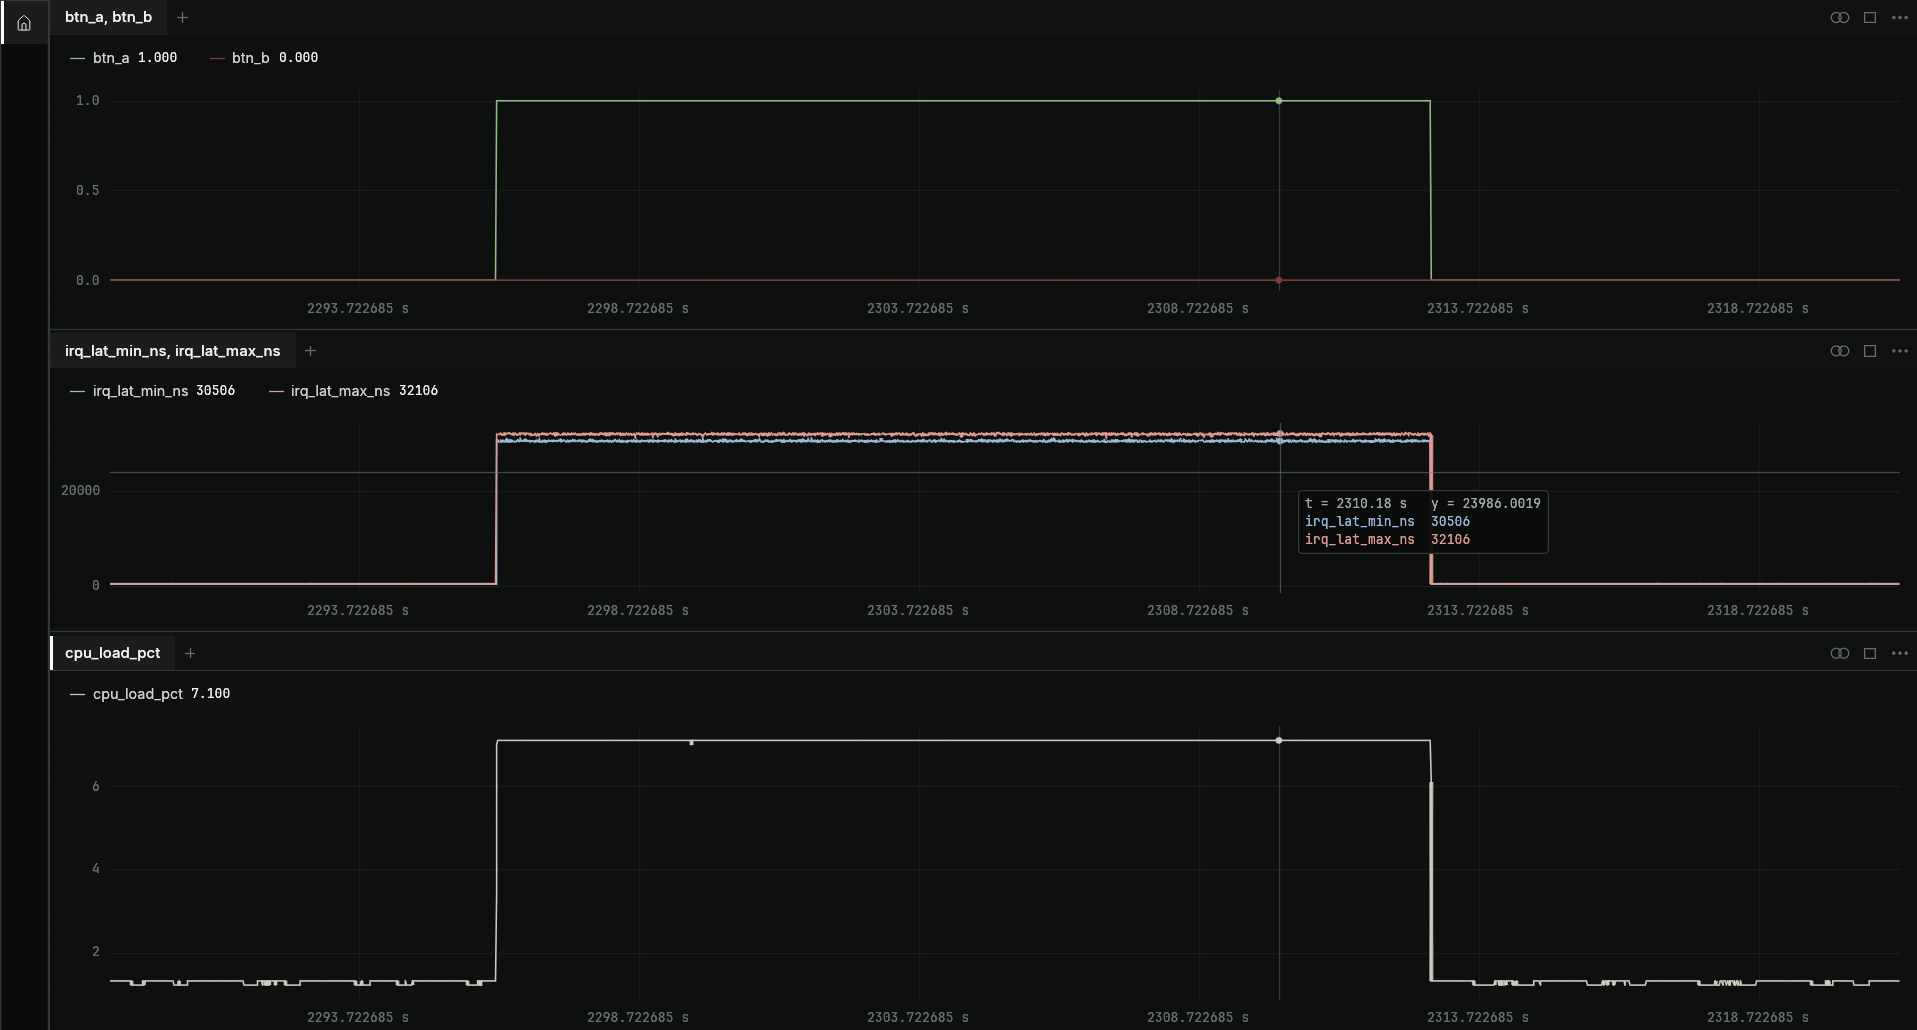 btn_a, btn_b
btn_a 1.000 btn_b 0.000
1.0
0.5
0.0
2293.722685 s 2298.722685 s 2303.722685 s 2308.722685 s 2313.722685 s 2318.722685 s
irq_lat_min_ns, irq_lat_max_ns
irq_lat_min_ns 30506 irq_lat_max_ns 32106
20000
t = 2310.18 s y = 23986.0019
irq_lat_min_ns 30506
irq_lat_max_ns 32106
0
2293.722685 s 2298.722685 s 2303.722685 s 2308.722685 s 2313.722685 s 2318.722685 s
cpu_load_pct
cpu_load_pct 7.100
6
4
2
2293.722685 s 2298.722685 s 2303.722685 s 2308.722685 s 2313.722685 s 2318.722685 s